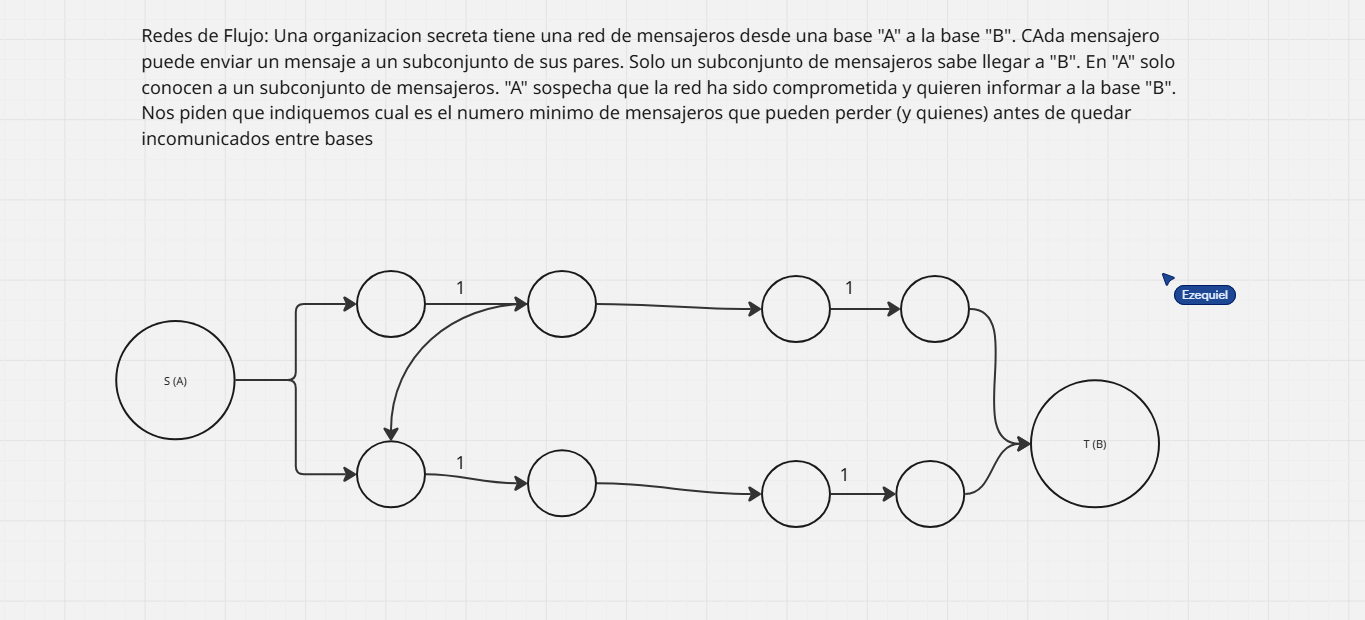 Redes de Flujo: Una organizacion secreta tiene una red de mensajeros desde una base "A" a la base "B". CAda mensajero
puede enviar un mensaje a un subconjunto de sus pares. Solo un subconjunto de mensajeros sabe llegar a "B". En "A" solo
conocen a un subconjunto de mensajeros. "A" sospecha que la red ha sido comprometida y quieren informar a la base "B".
Nos piden que indiquemos cual es el numero minimo de mensajeros que pueden perder (y quienes) antes de quedar
incomunicados entre bases
1
1
Ezequiel
S (A)
T (B)
1
1